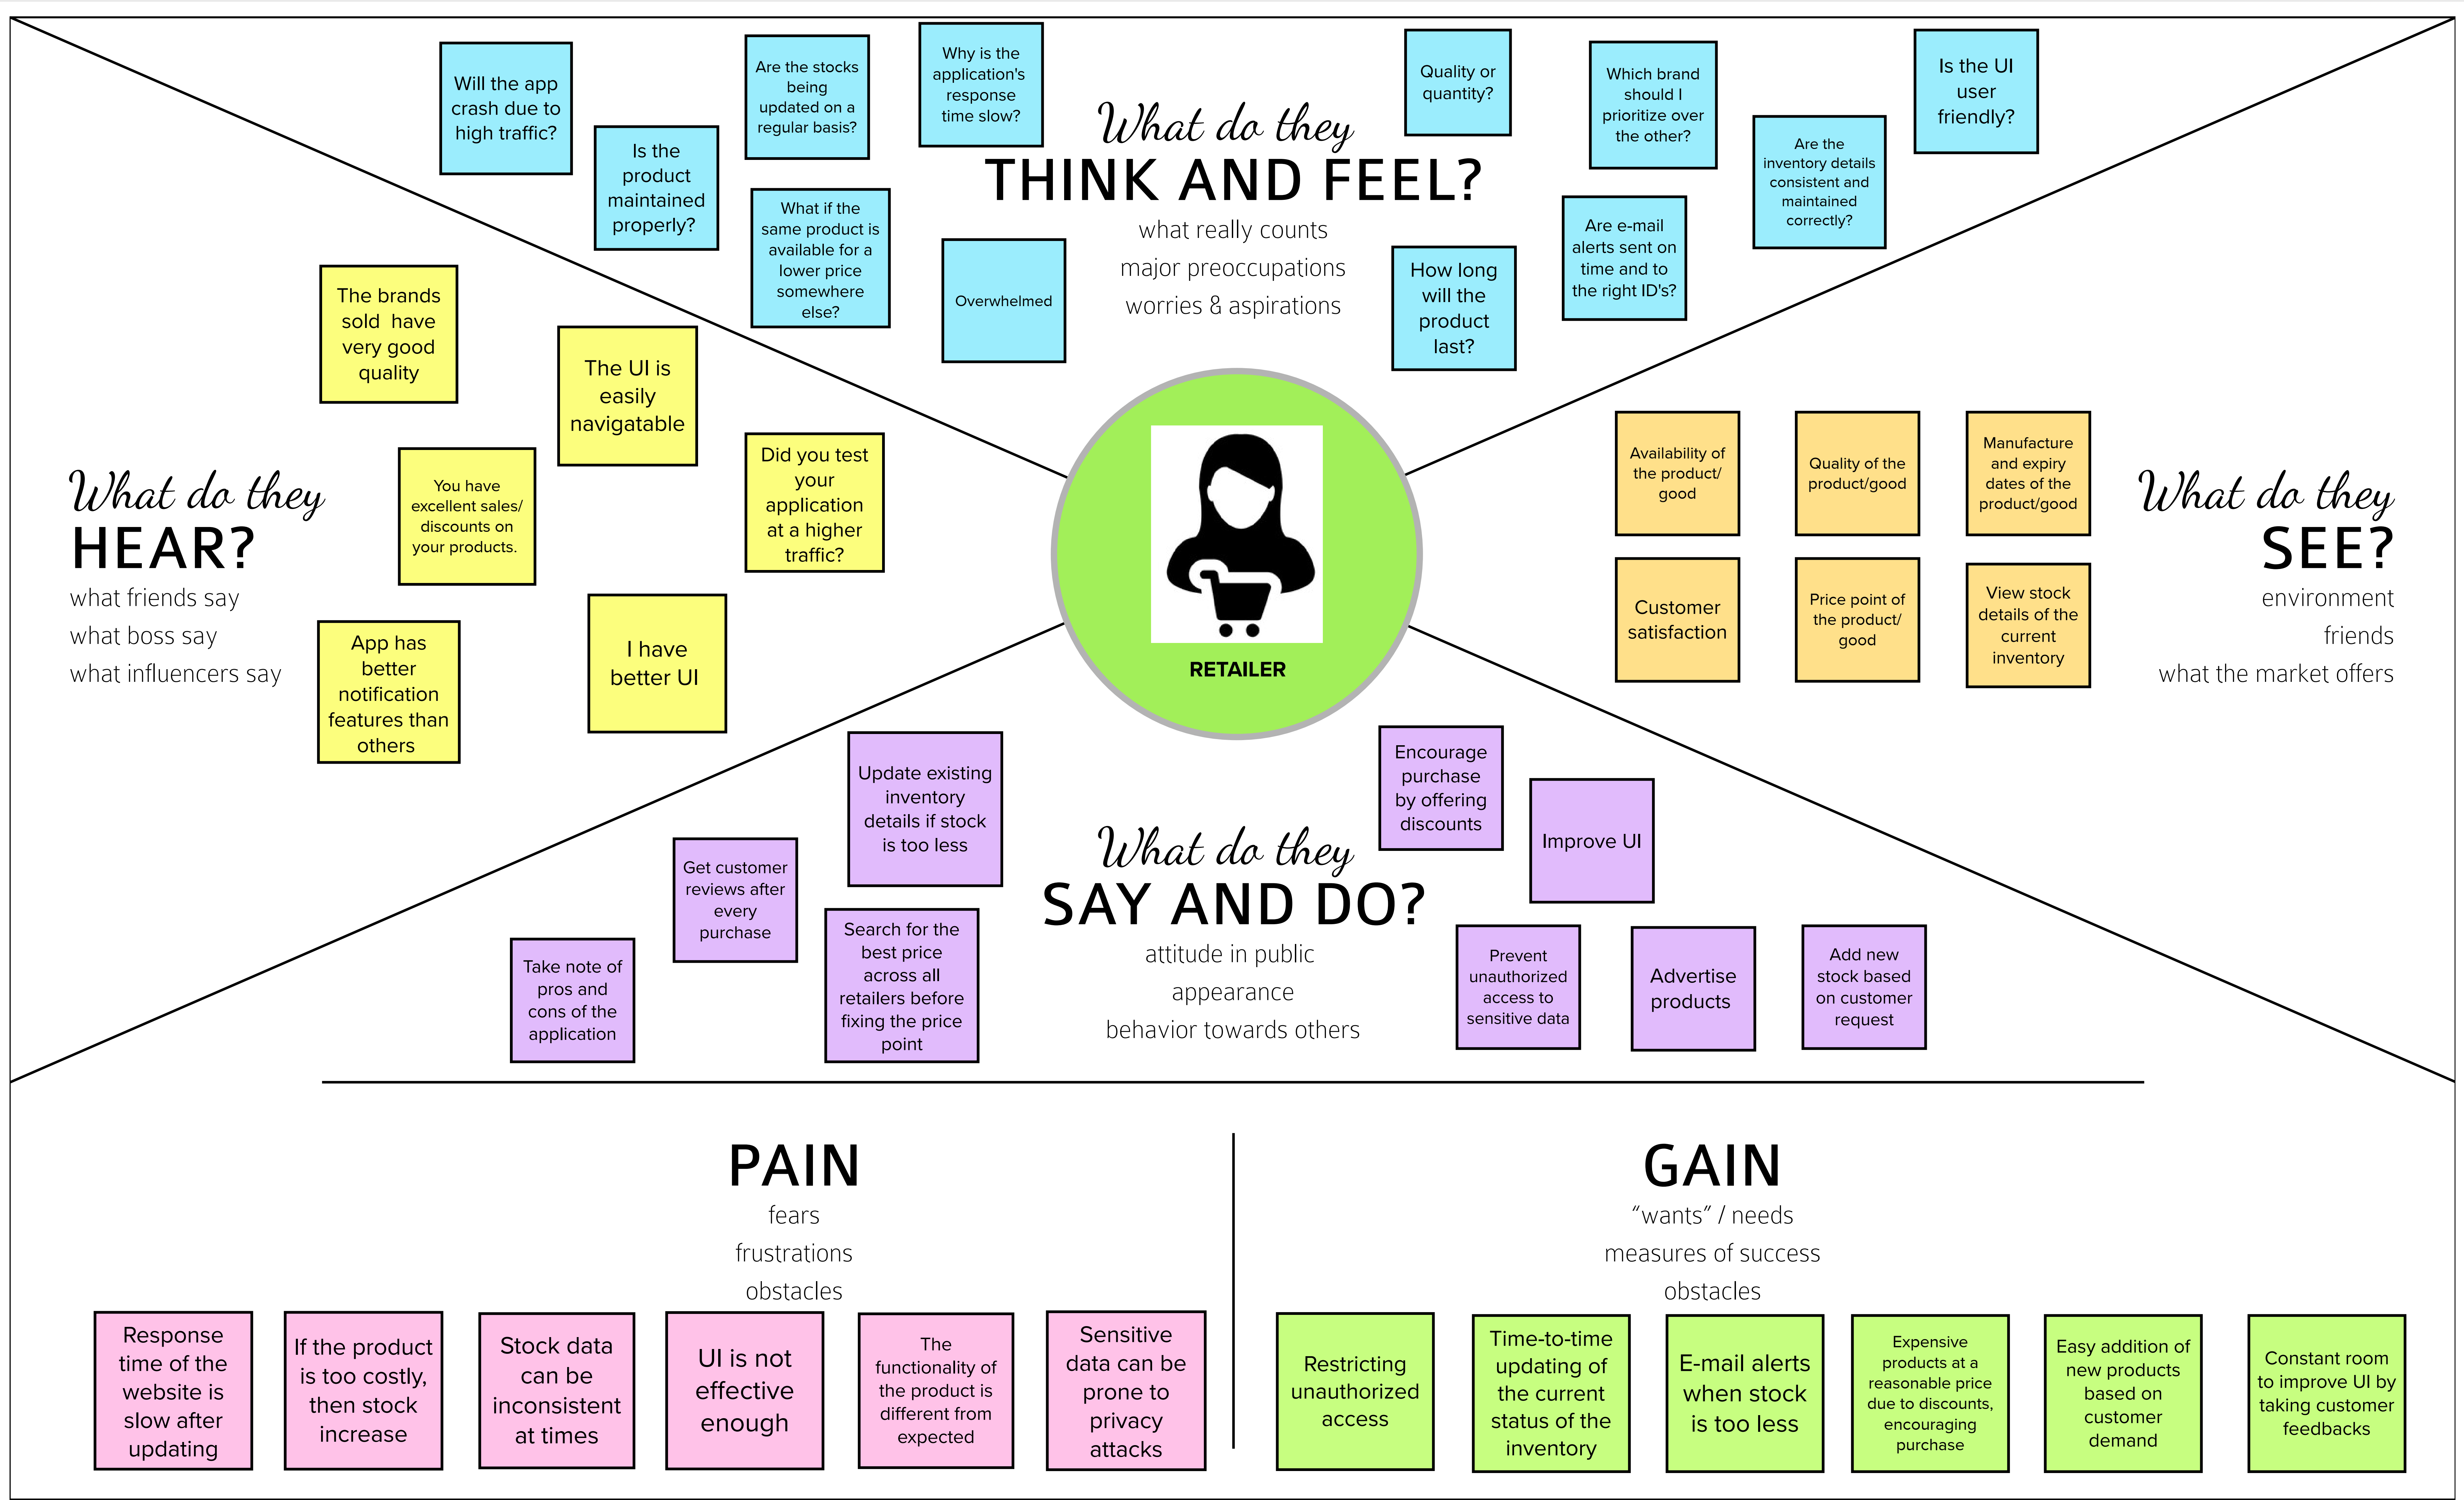 Will the app
crash due to
high traffic?
Is the
product
maintained
properly?
Are the stocks
being
updated on a
regular basis?
What if the
same product is
available for a
lower price
somewhere
else?
Why is the
application's
response
time slow?
Overwhelmed
What do they
THINK AND FEEL?
what really counts
major preoccupations
worries & aspirations
Quality or
quantity?
How long
will the
product
last?
Which brand
should I
prioritize over
the other?
Are e-mail
alerts sent on
time and to
the right ID's?
Are the
inventory details
consistent and
maintained
correctly?
Is the UI
user
friendly?
What do they
HEAR?
what friends say
what boss say
what influencers say
The brands
sold have
very good
quality
The UI is
easily
navigatable
You have
excellent sales/
discounts on
your products.
Did you test
your
application
at a higher
traffic?
App has
better
notification
features than
others
I have
better UI
RETAILER
Availability of
the product/
good
Quality of the
product/good
Manufacture
and expiry
dates of the
product/good
Customer
satisfaction
Price point of
the product/
good
View stock
details of the
current
inventory
What do they
SEE?
environment
friends
what the market offers
Update existing
inventory
details if stock
is too less
Get customer
reviews after
every
purchase
Take note of
pros and
cons of the
application
Search for the
best price
across all
retailers before
fixing the price
point
What do they
SAY AND DO?
attitude in public
appearance
behavior towards others
Encourage
purchase
by offering
discounts
Improve UI
Prevent
unauthorized
access to
sensitive data
Advertise
products
Add new
stock based
on customer
request
PAIN
fears
frustrations
obstacles
Response
time of the
website is
slow after
updating
If the product
is too costly,
then stock
increase
Stock data
can be
inconsistent
at times
UI is not
effective
enough
The
functionality of
the product is
different from
expected
Sensitive
data can be
prone to
privacy
attacks
GAIN
“wants” / needs
measures of success
obstacles
Restricting
unauthorized
access
Time-to-time
updating of
the current
status of the
inventory
E-mail alerts
when stock
is too less
Expensive
products at a
reasonable price
due to discounts,
encouraging
purchase
Easy addition of
new products
based on
customer
demand
Constant room
to improve UI by
taking customer
feedbacks